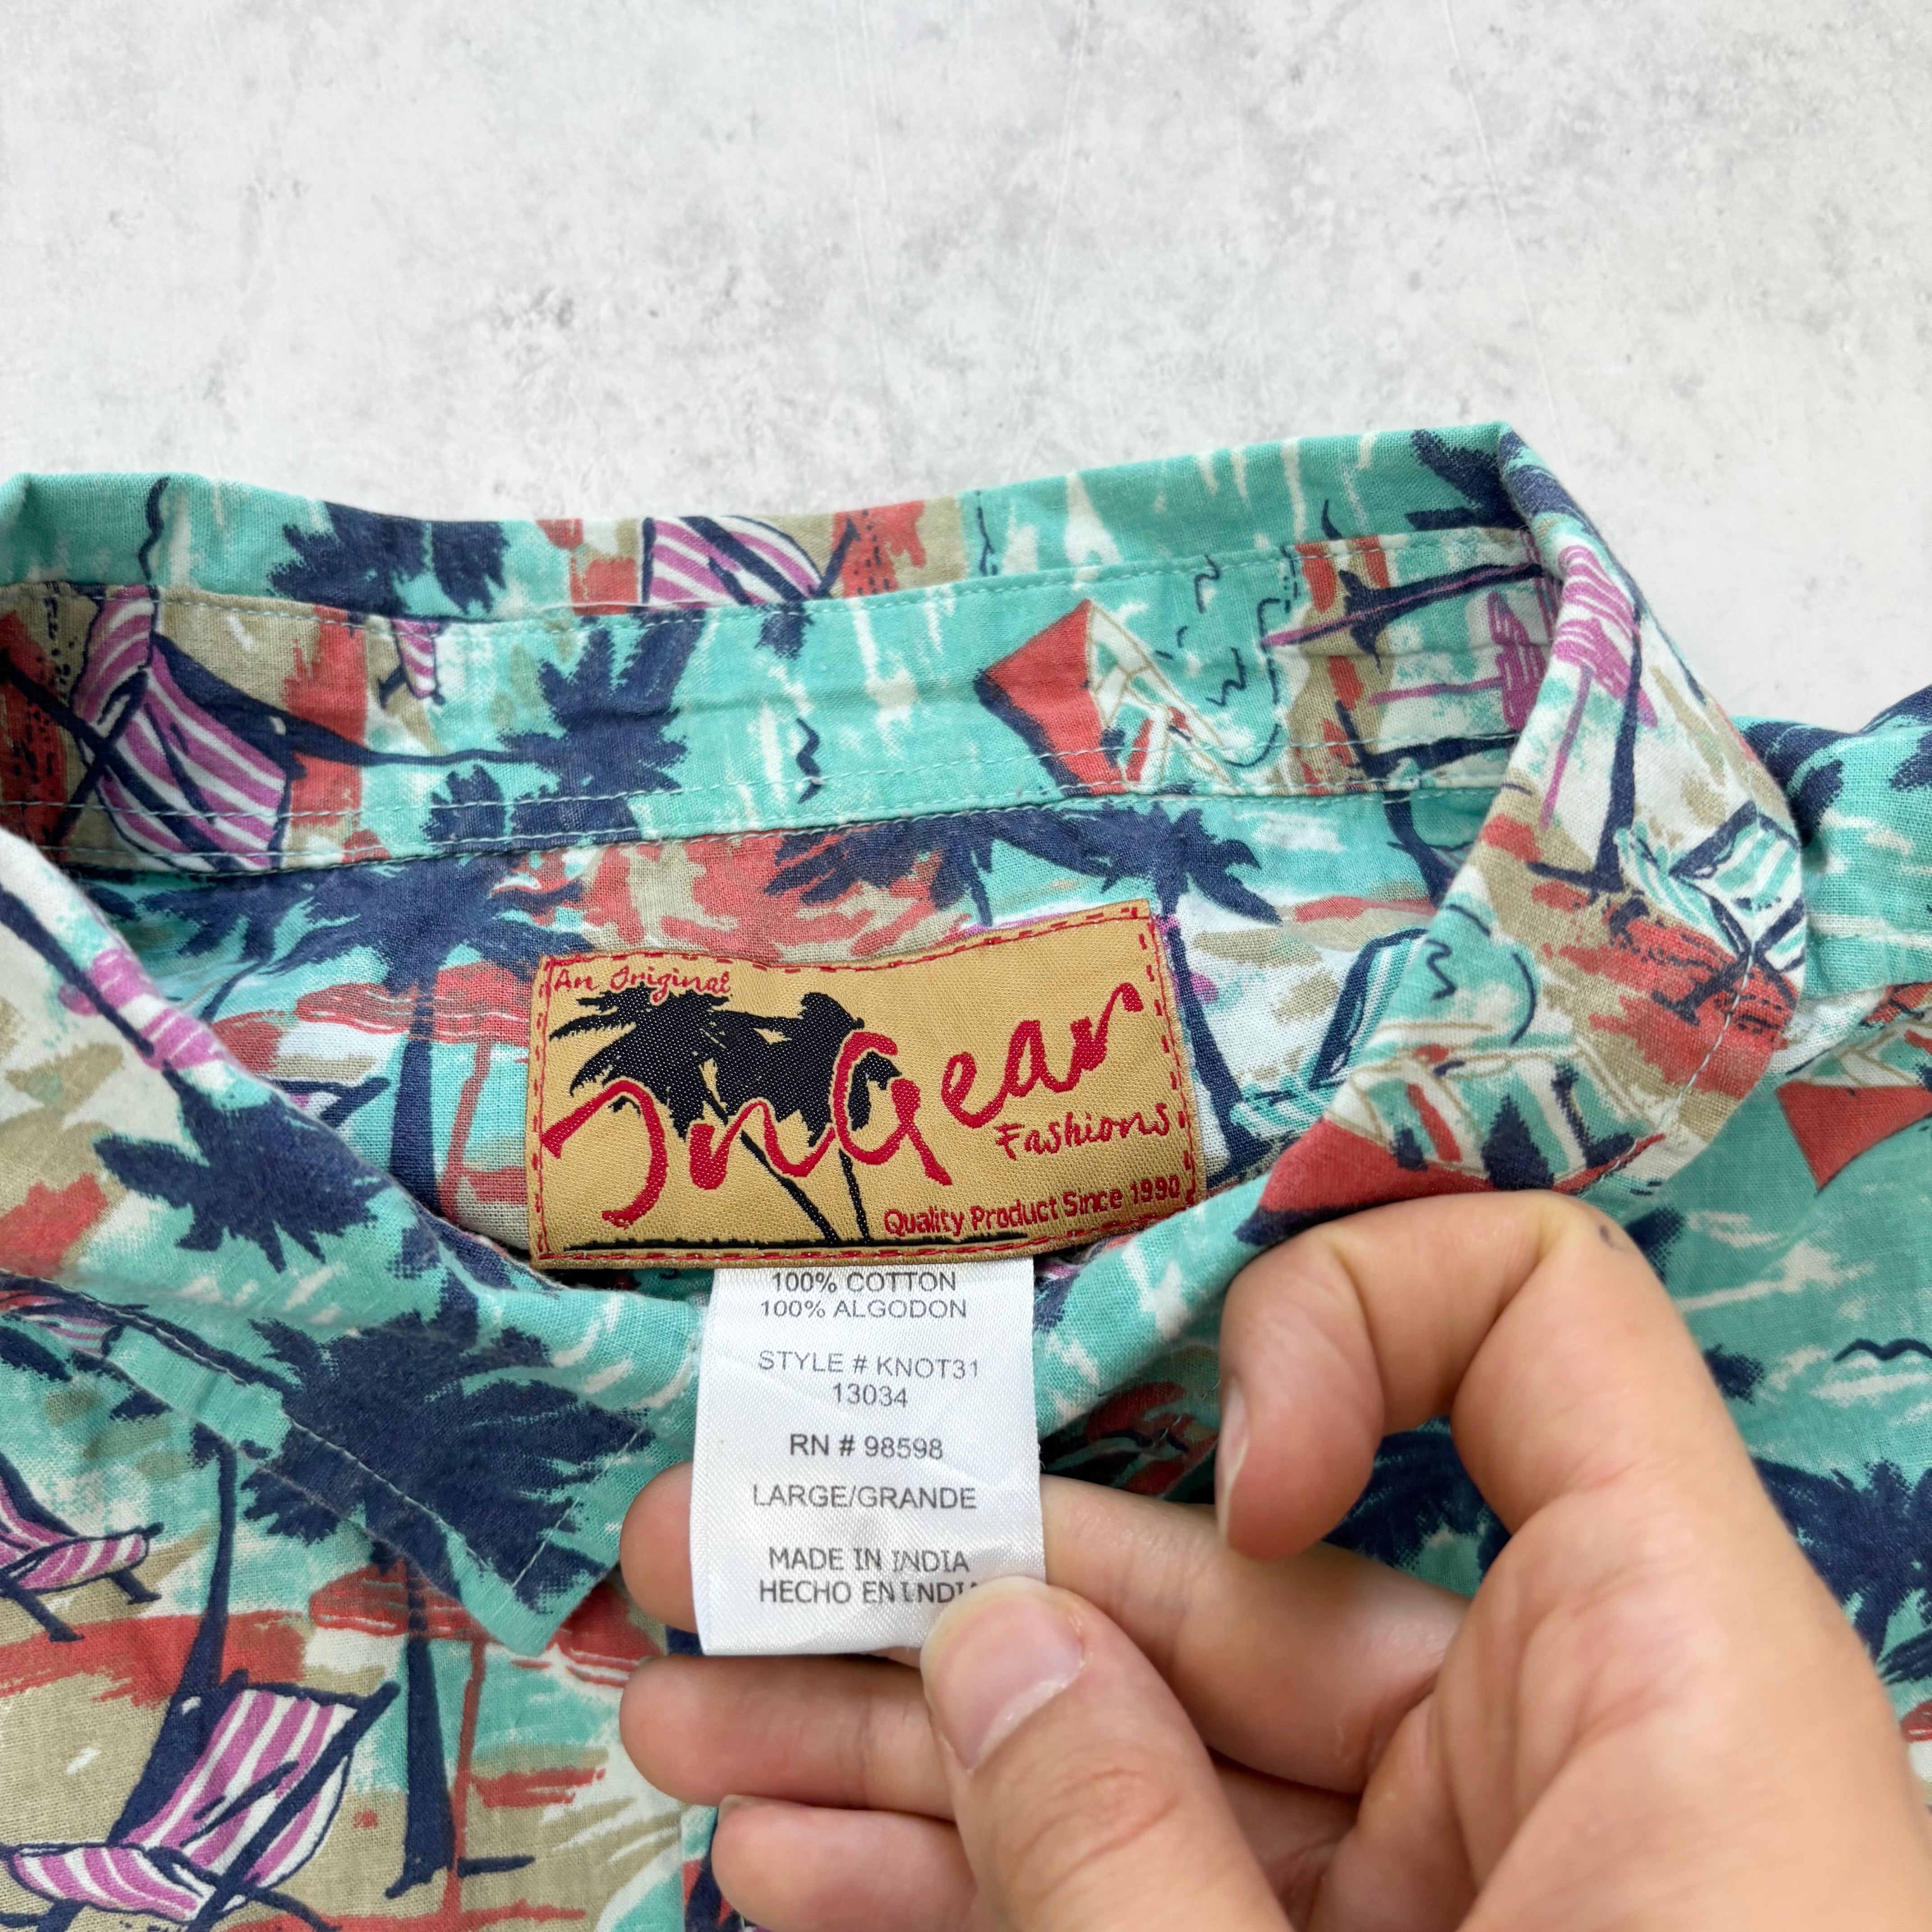 An Original
InGear
Fashions
Quality Product Since 1990
100% COTTON
100% ALGODON
STYLE # KNOT31
13034
RN # 98598
LARGE/GRANDE
MADE IN INDIA
HECHO EN INDIA